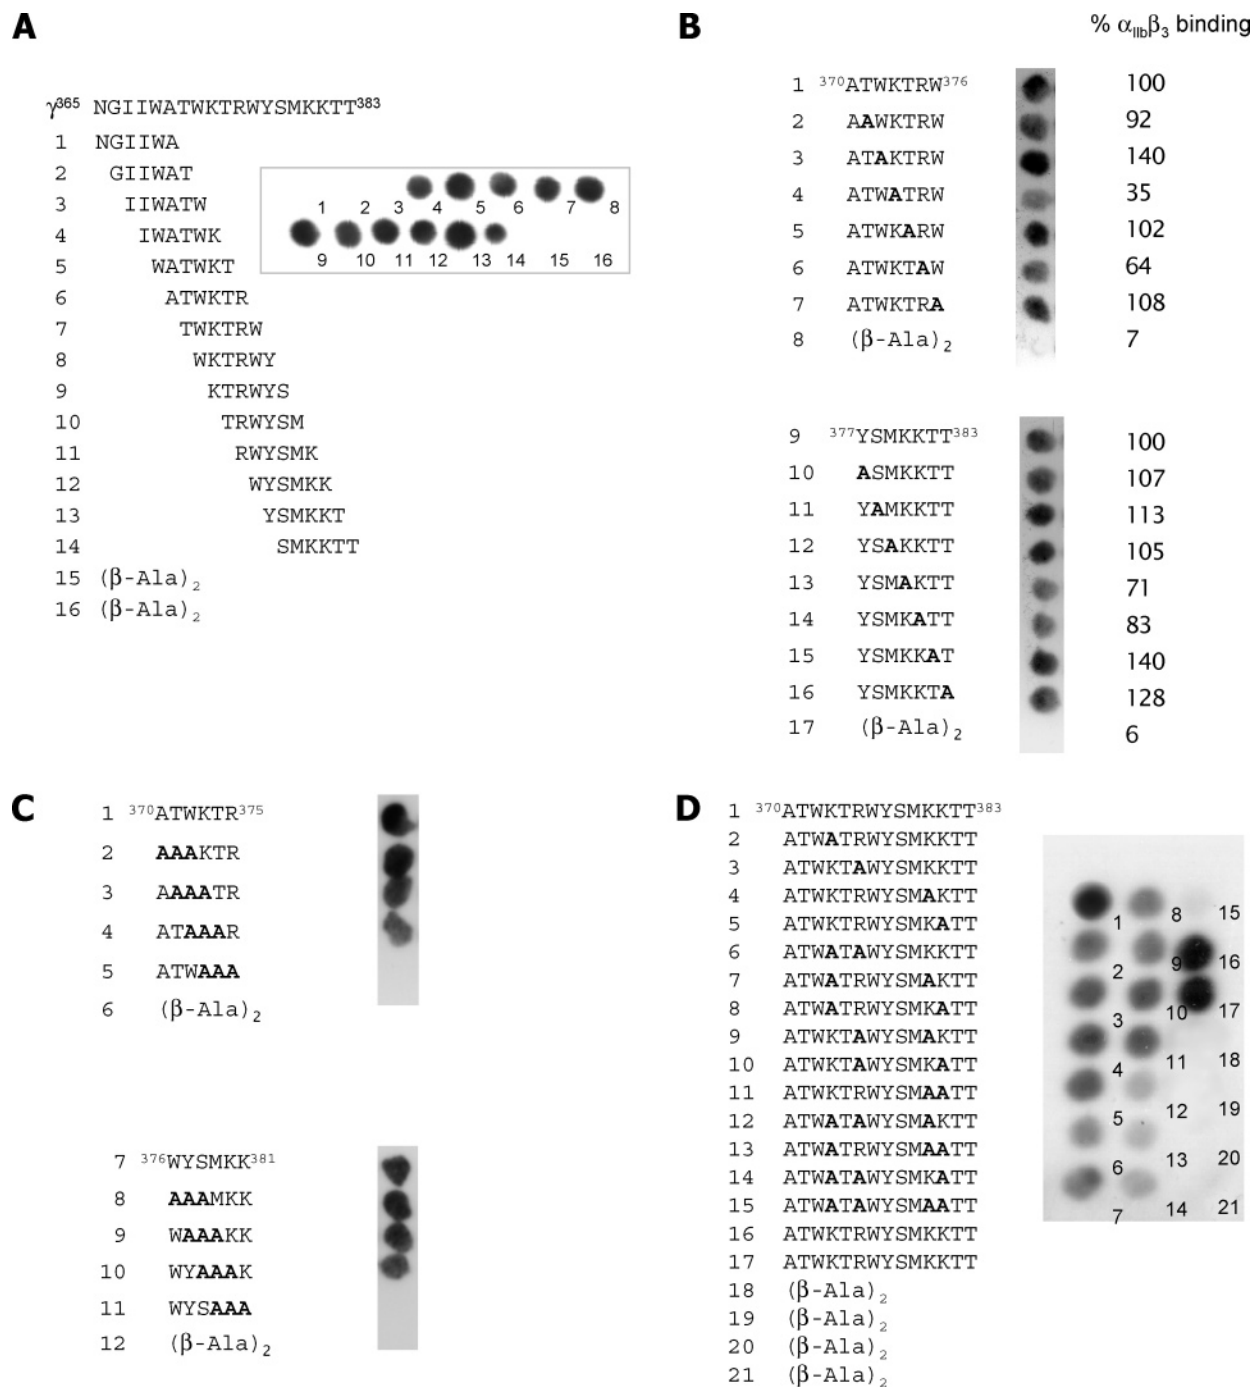 A
γ³⁶⁵ NGIIWATWKTRWYSMKKTT³⁸³
1 NGIIWA
2 GIIWAT
3 IIWATW
4 IWATWK
5 WATWKT
6 ATWKTR
7 TWKTRW
8 WKTRWY
9 KTRWYS
10 TRWYSM
11 RWYSMK
12 WYSMKK
13 YSMKKT
14 SMKKTT
15 (β-Ala)₂
16 (β-Ala)₂
1 2 3 4 5 6 7 8
9 10 11 12 13 14 15 16
B
% αIIbβ₃ binding
1 ³⁷⁰ATWKTRW³⁷⁶ 100
2 AAWKTRW 92
3 ATAKTRW 140
4 ATWATRW 35
5 ATWKARW 102
6 ATWKTAW 64
7 ATWKTRA 108
8 (β-Ala)₂ 7
9 ³⁷⁷YSMKKTT³⁸³ 100
10 ASMKKTT 107
11 YAMKKTT 113
12 YSAKKTT 105
13 YSMAKTT 71
14 YSMKATT 83
15 YSMKKAT 140
16 YSMKKTA 128
17 (β-Ala)₂ 6
C
1 ³⁷⁰ATWKTR³⁷⁵
2 AAAKTR
3 AAAATR
4 ATAAAR
5 ATWAAA
6 (β-Ala)₂
7 ³⁷⁶WYSMKK³⁸¹
8 AAAMKK
9 WAAAKK
10 WYAAAK
11 WYSAAA
12 (β-Ala)₂
D
1 ³⁷⁰ATWKTRWYSMKKTT³⁸³
2 ATWATRWYSMKKTT
3 ATWKTAWYSMKKTT
4 ATWKTRWYSMAKTT
5 ATWKTRWYSMKATT
6 ATWATAWYSMKKTT
7 ATWATRWYSMAKTT
8 ATWATRWYSMKATT
9 ATWKTAWYSMAKTT
10 ATWKTAWYSMKATT
11 ATWKTRWYSMAATT
12 ATWATAWYSMAKTT
13 ATWATRWYSMAATT
14 ATWATAWYSMKATT
15 ATWATAWYSMAATT
16 ATWKTRWYSMKKTT
17 ATWKTRWYSMKKTT
18 (β-Ala)₂
19 (β-Ala)₂
20 (β-Ala)₂
21 (β-Ala)₂
1 8 15
2 9 16
3 10 17
4 11 18
5 12 19
6 13 20
7 14 21